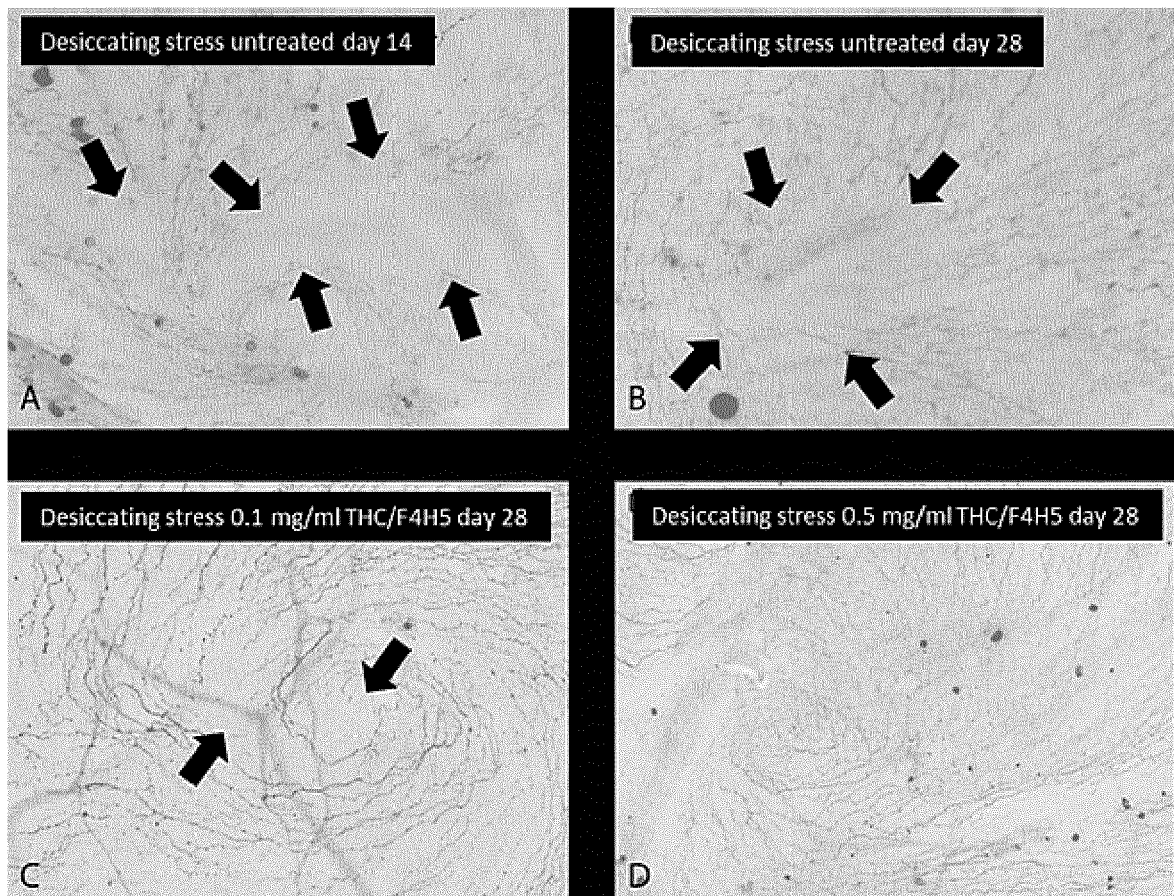 Desiccating stress untreated day 14
Desiccating stress untreated day 28
A
B
Desiccating stress 0.1 mg/ml THC/F4H5 day 28
Desiccating stress 0.5 mg/ml THC/F4H5 day 28
C
D